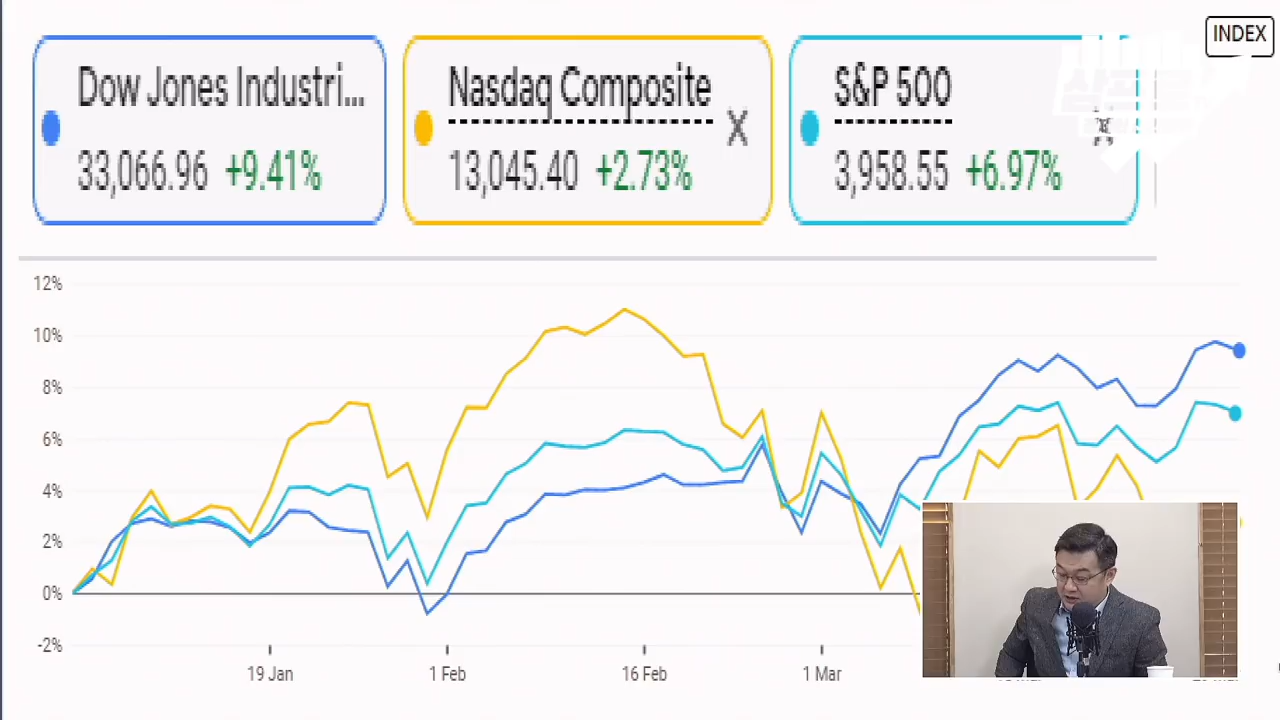 INDEX
Dow Jones Industri...
33,066.96 +9.41%
Nasdaq Composite
13,045.40 +2.73%
X
S&P 500
3,958.55 +6.97%
12%
10%
8%
6%
4%
2%
0%
-2%
19 Jan
1 Feb
16 Feb
1 Mar